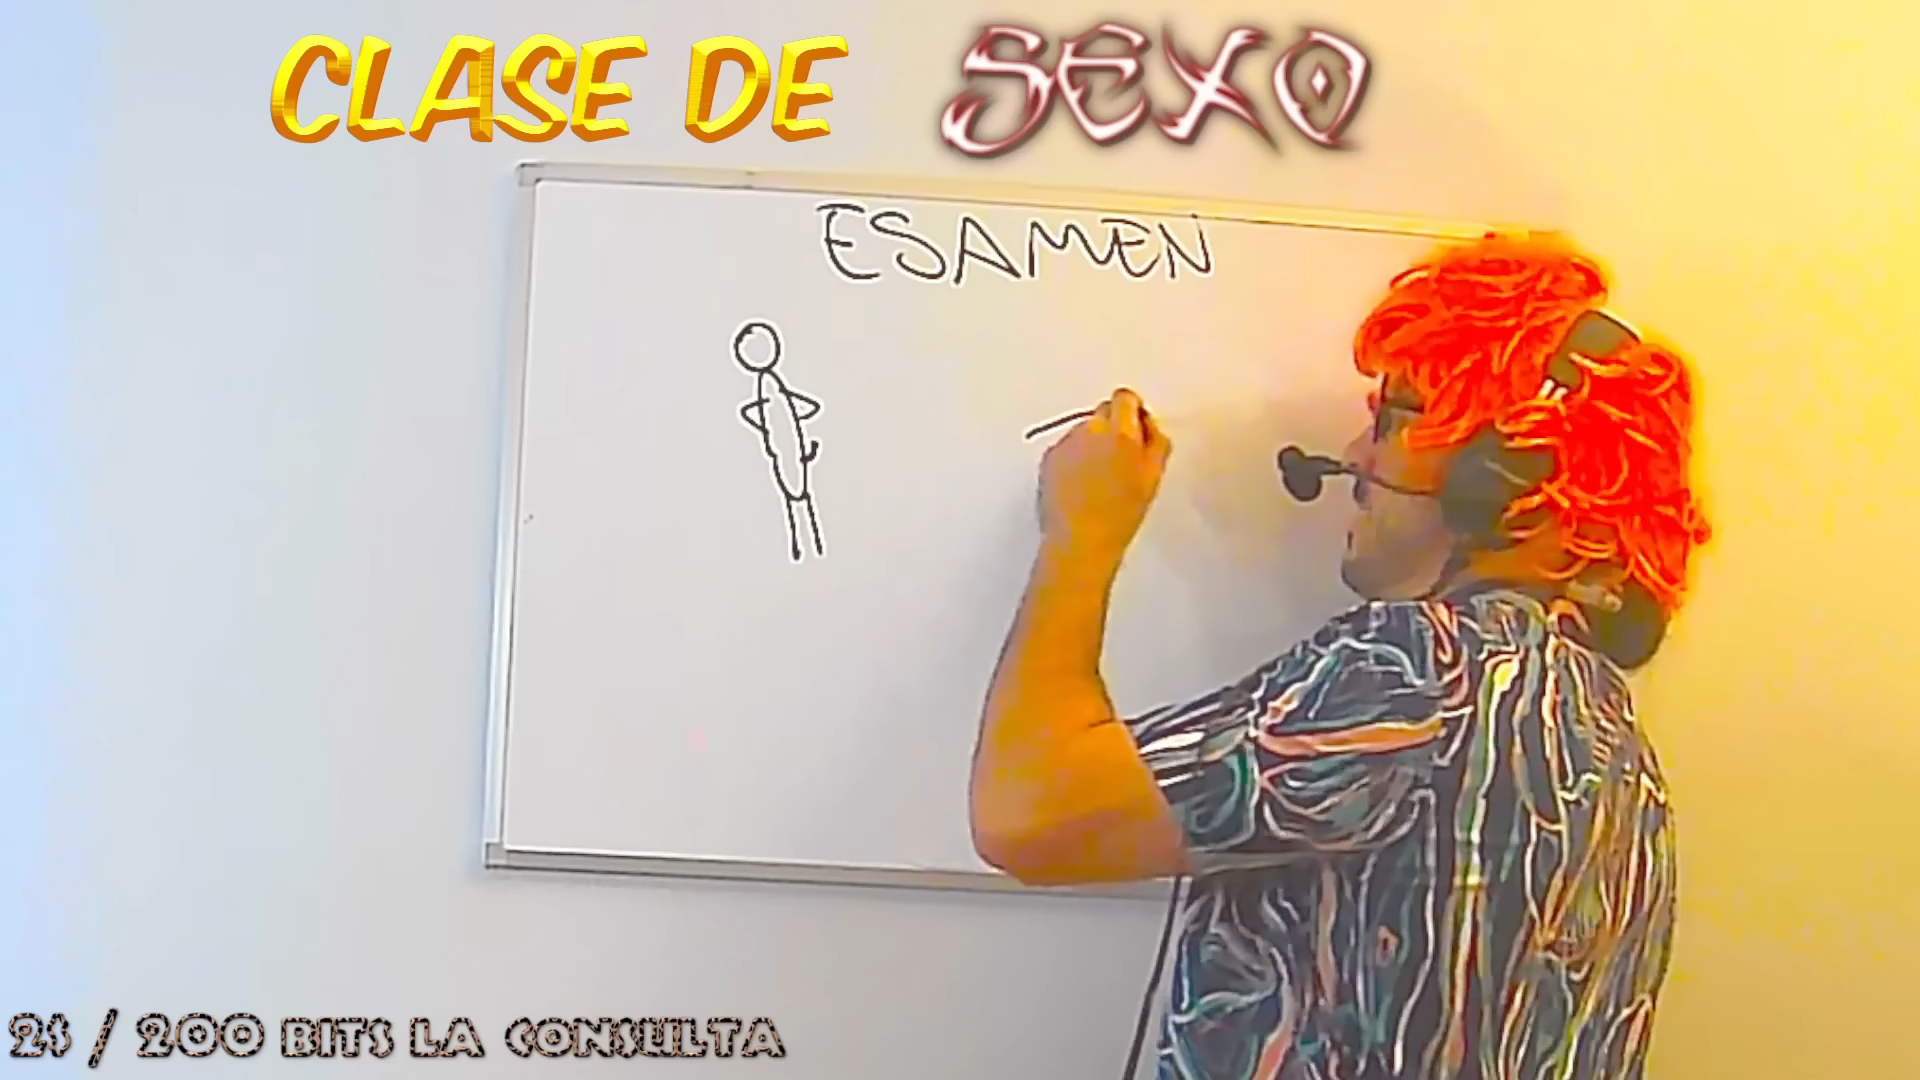 CLASE DE SEXO
ESAMEN
2$ / 200 BITS LA CONSULTA